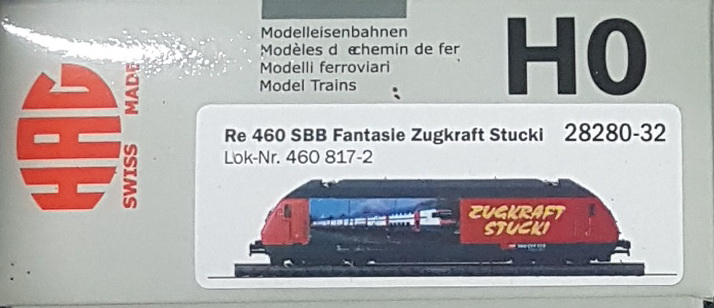 Modelleisenbahnen
Modèles d chemin de fer
Modelli ferroviari
Model Trains
H0
HAG
SWISS MADE
Re 460 SBB Fantasie Zugkraft Stucki 28280-32
Lok-Nr. 460 817-2
ZUGKRAFT
STUCKI